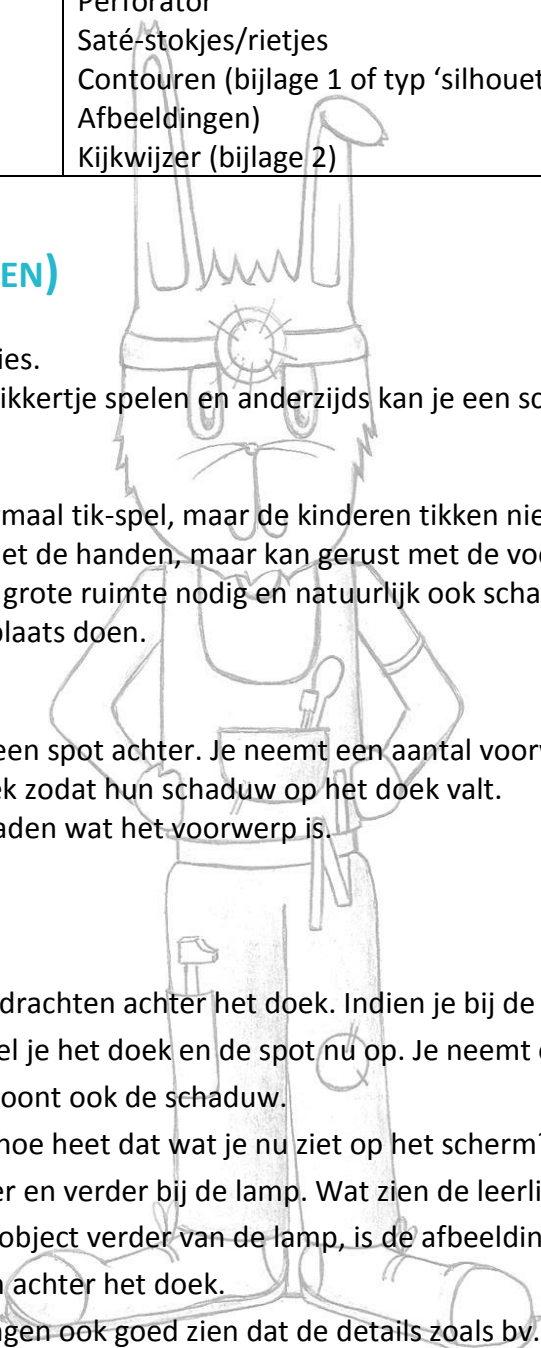 Perforator
Saté-stokjes/rietjes
Contouren (bijlage 1 of typ ‘silhouet
Afbeeldingen)
Kijkwijzer (bijlage 2)
EN)
ies.
ikkertje spelen en anderzijds kan je een sc
maal tik-spel, maar de kinderen tikken nie
et de handen, maar kan gerust met de voe
grote ruimte nodig en natuurlijk ook scha
plaats doen.
een spot achter. Je neemt een aantal voorw
ek zodat hun schaduw op het doek valt.
aden wat het voorwerp is.
drachten achter het doek. Indien je bij de
el je het doek en de spot nu op. Je neemt e
oont ook de schaduw.
hoe heet dat wat je nu ziet op het scherm?
er en verder bij de lamp. Wat zien de leerli
object verder van de lamp, is de afbeeldin
n achter het doek.
ngen ook goed zien dat de details zoals bv.